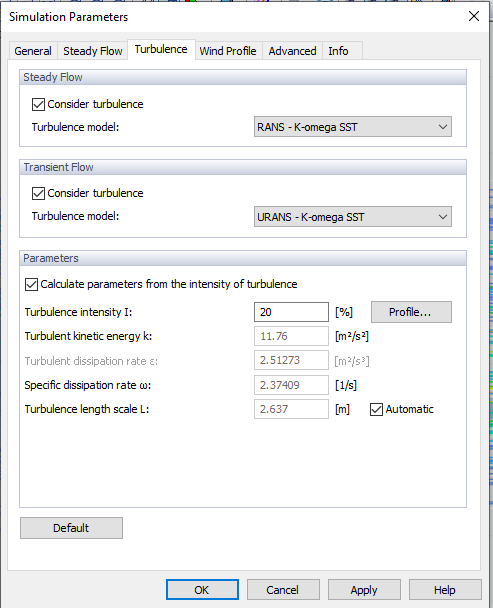 Simulation Parameters
General Steady Flow Turbulence Wind Profile Advanced Info
Steady Flow
Consider turbulence
Turbulence model: RANS - K-omega SST
Transient Flow
Consider turbulence
Turbulence model: URANS - K-omega SST
Parameters
Calculate parameters from the intensity of turbulence
Turbulence intensity I: 20 [%] Profile...
Turbulent kinetic energy k: 11.76 [m²/s²]
Turbulent dissipation rate ε: 2.51273 [m²/s³]
Specific dissipation rate ω: 2.37409 [1/s]
Turbulence length scale L: 2.637 [m] Automatic
Default
OK Cancel Apply Help